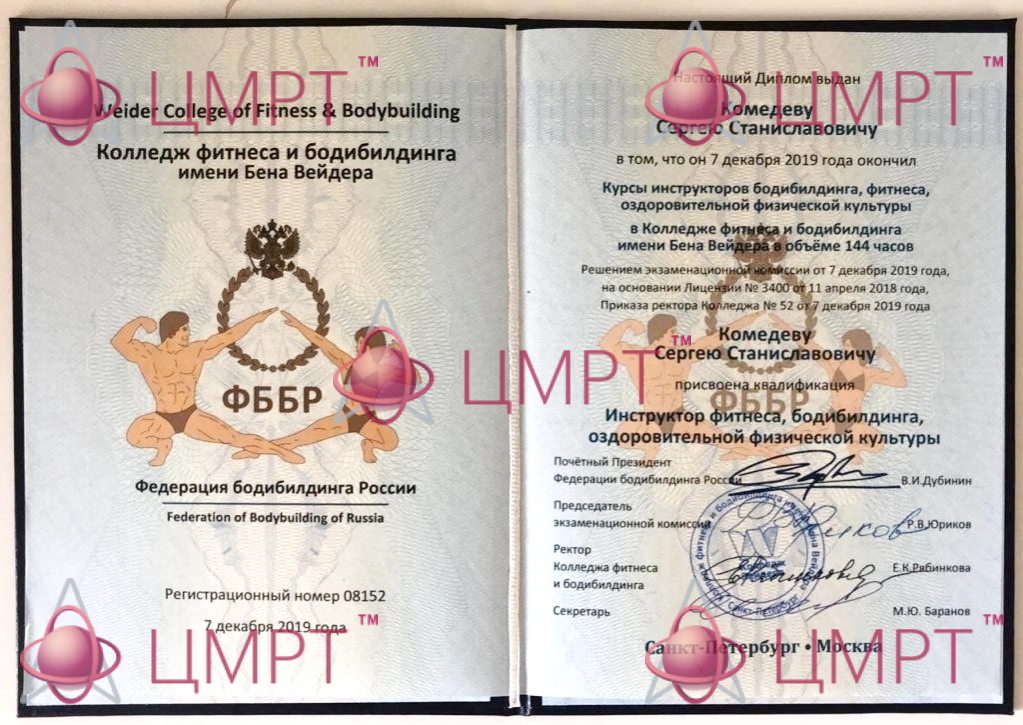 Weider College of Fitness & Bodybuilding
Колледж фитнеса и бодибилдинга
имени Бена Вейдера
ФББР
Федерация бодибилдинга России
Federation of Bodybuilding of Russia
Регистрационный номер 08152
7 декабря 2019 года
Настоящий Диплом выдан
Комедеву
Сергею Станиславовичу
в том, что он 7 декабря 2019 года окончил
Курсы инструкторов бодибилдинга, фитнеса,
оздоровительной физической культуры
в Колледже фитнеса и бодибилдинга
имени Бена Вейдера в объёме 144 часов
Решением экзаменационной комиссии от 7 декабря 2019 года,
на основании Лицензии № 3400 от 11 апреля 2018 года,
Приказа ректора Колледжа № 52 от 7 декабря 2019 года
Комедеву
Сергею Станиславовичу
присвоена квалификация
ФББР
Инструктор фитнеса, бодибилдинга,
оздоровительной физической культуры
Почётный Президент
Федерации бодибилдинга России В.И.Дубинин
Председатель
экзаменационной комиссии Р.В.Юриков
Ректор
Колледжа фитнеса Е.К.Рябинкова
и бодибилдинга
Секретарь М.Ю. Баранов
Санкт-Петербург • Москва
ЦМРТ™
ЦМРТ™
ЦМРТ™
ЦМРТ™
ЦМРТ™